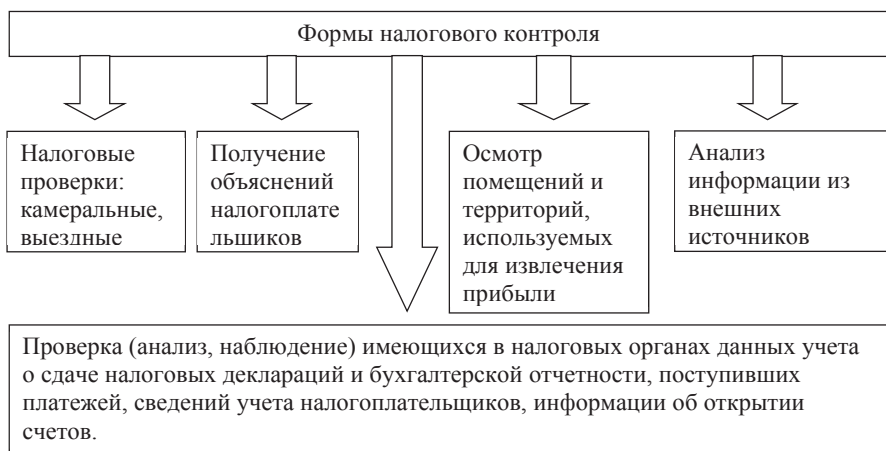 Формы налогового контроля
Налоговые
проверки:
камеральные,
выездные
Получение
объяснений
налогоплате
льшиков
Осмотр
помещений и
территорий,
используемых
для извлечения
прибыли
Анализ
информации из
внешних
источников
Проверка (анализ, наблюдение) имеющихся в налоговых органах данных учета
о сдаче налоговых деклараций и бухгалтерской отчетности, поступивших
платежей, сведений учета налогоплательщиков, информации об открытии
счетов.